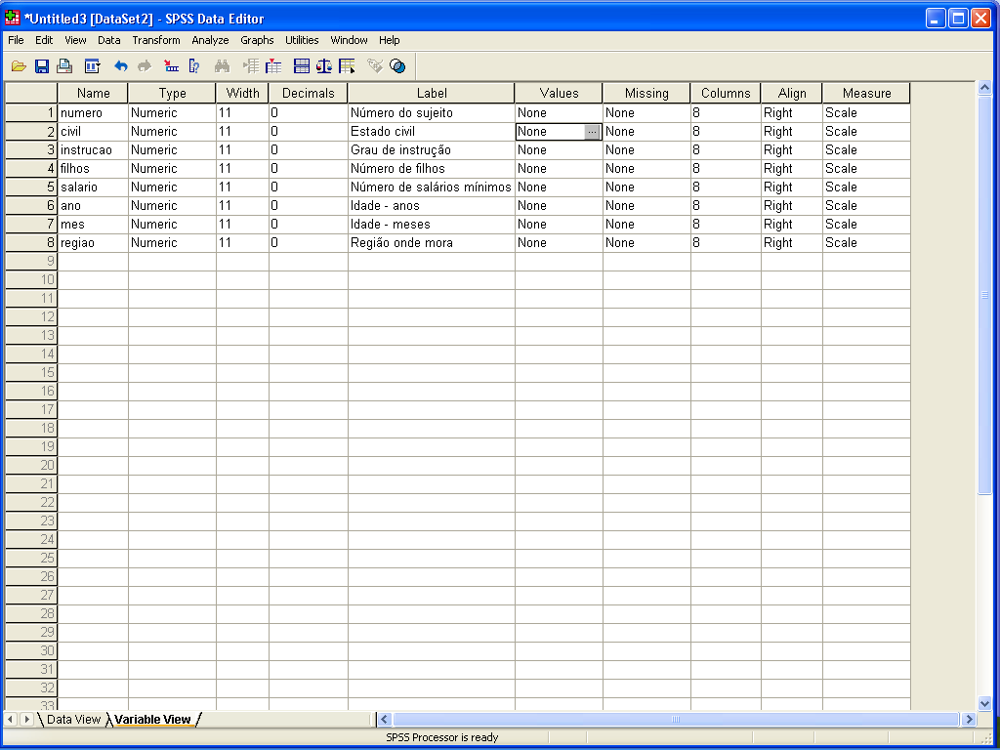 *Untitled3 [DataSet2] - SPSS Data Editor
File Edit View Data Transform Analyze Graphs Utilities Window Help
Name Type Width Decimals Label Values Missing Columns Align Measure
1 numero Numeric 11 0 Número do sujeito None None 8 Right Scale
2 civil Numeric 11 0 Estado civil None ... None 8 Right Scale
3 instrucao Numeric 11 0 Grau de instrução None None 8 Right Scale
4 filhos Numeric 11 0 Número de filhos None None 8 Right Scale
5 salario Numeric 11 0 Número de salários mínimos None None 8 Right Scale
6 ano Numeric 11 0 Idade - anos None None 8 Right Scale
7 mes Numeric 11 0 Idade - meses None None 8 Right Scale
8 regiao Numeric 11 0 Região onde mora None None 8 Right Scale
9
10
11
12
13
14
15
16
17
18
19
20
21
22
23
24
25
26
27
28
29
30
31
32
33
Data View Variable View
SPSS Processor is ready